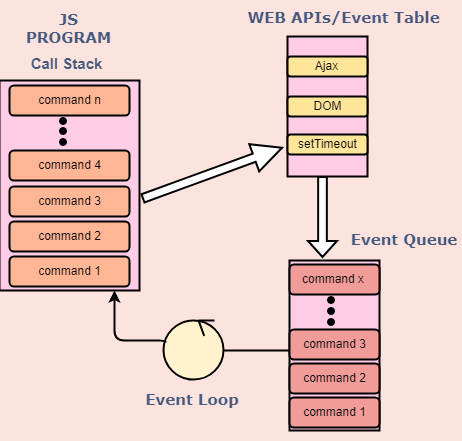 JS
PROGRAM
Call Stack
command n
command 4
command 3
command 2
command 1
WEB APIs/Event Table
Ajax
DOM
setTimeout
Event Queue
command x
command 3
command 2
command 1
Event Loop